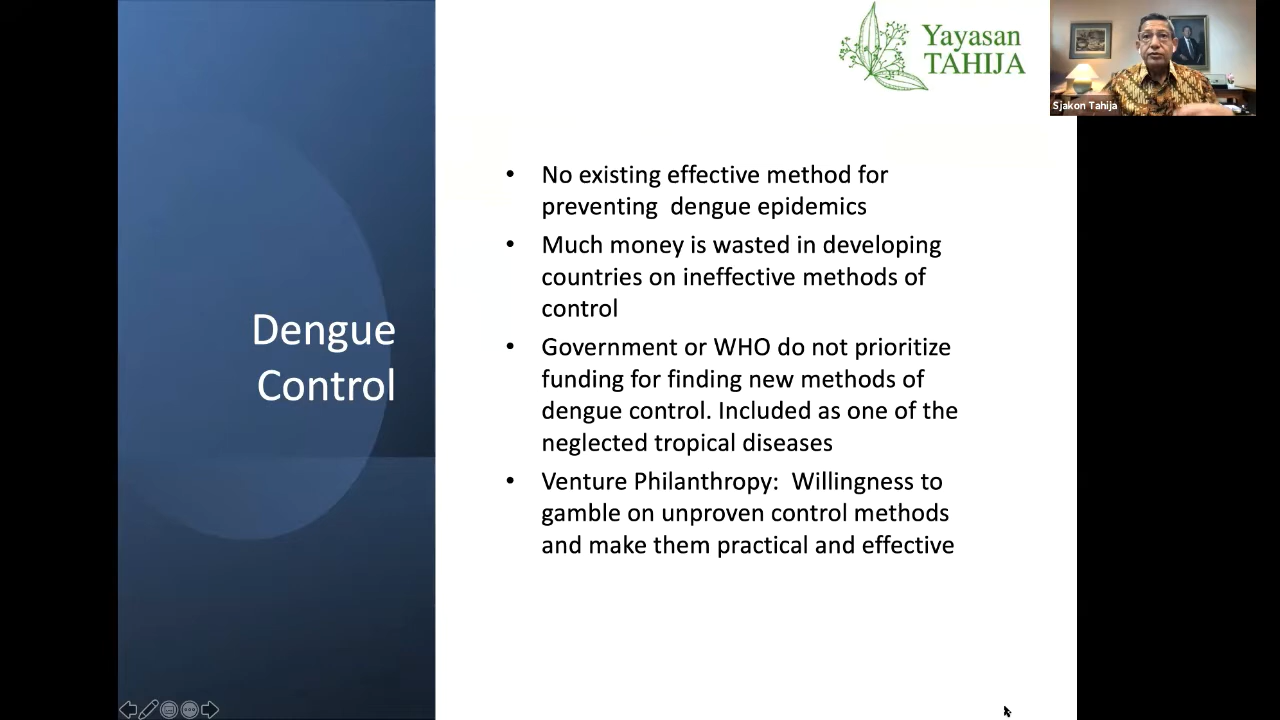 Yayasan
TAHIJA
Sjakon Tahija
Dengue
Control
• No existing effective method for
preventing  dengue epidemics
• Much money is wasted in developing
countries on ineffective methods of
control
• Government or WHO do not prioritize
funding for finding new methods of
dengue control. Included as one of the
neglected tropical diseases
• Venture Philanthropy:  Willingness to
gamble on unproven control methods
and make them practical and effective